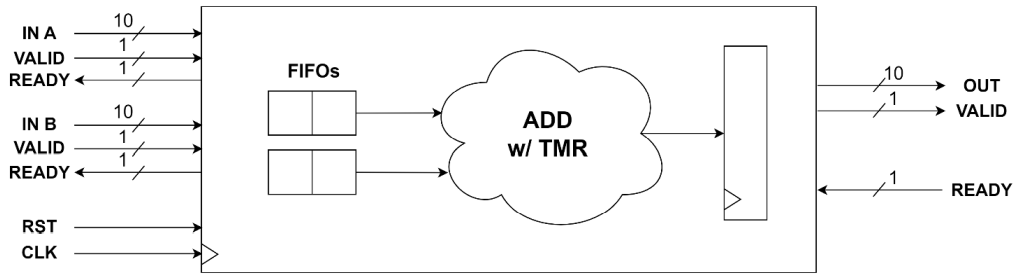 IN A 10
VALID 1
READY 1
IN B 10
VALID 1
READY 1
RST
CLK
FIFOs
ADD
w/ TMR
10 OUT
1 VALID
1 READY